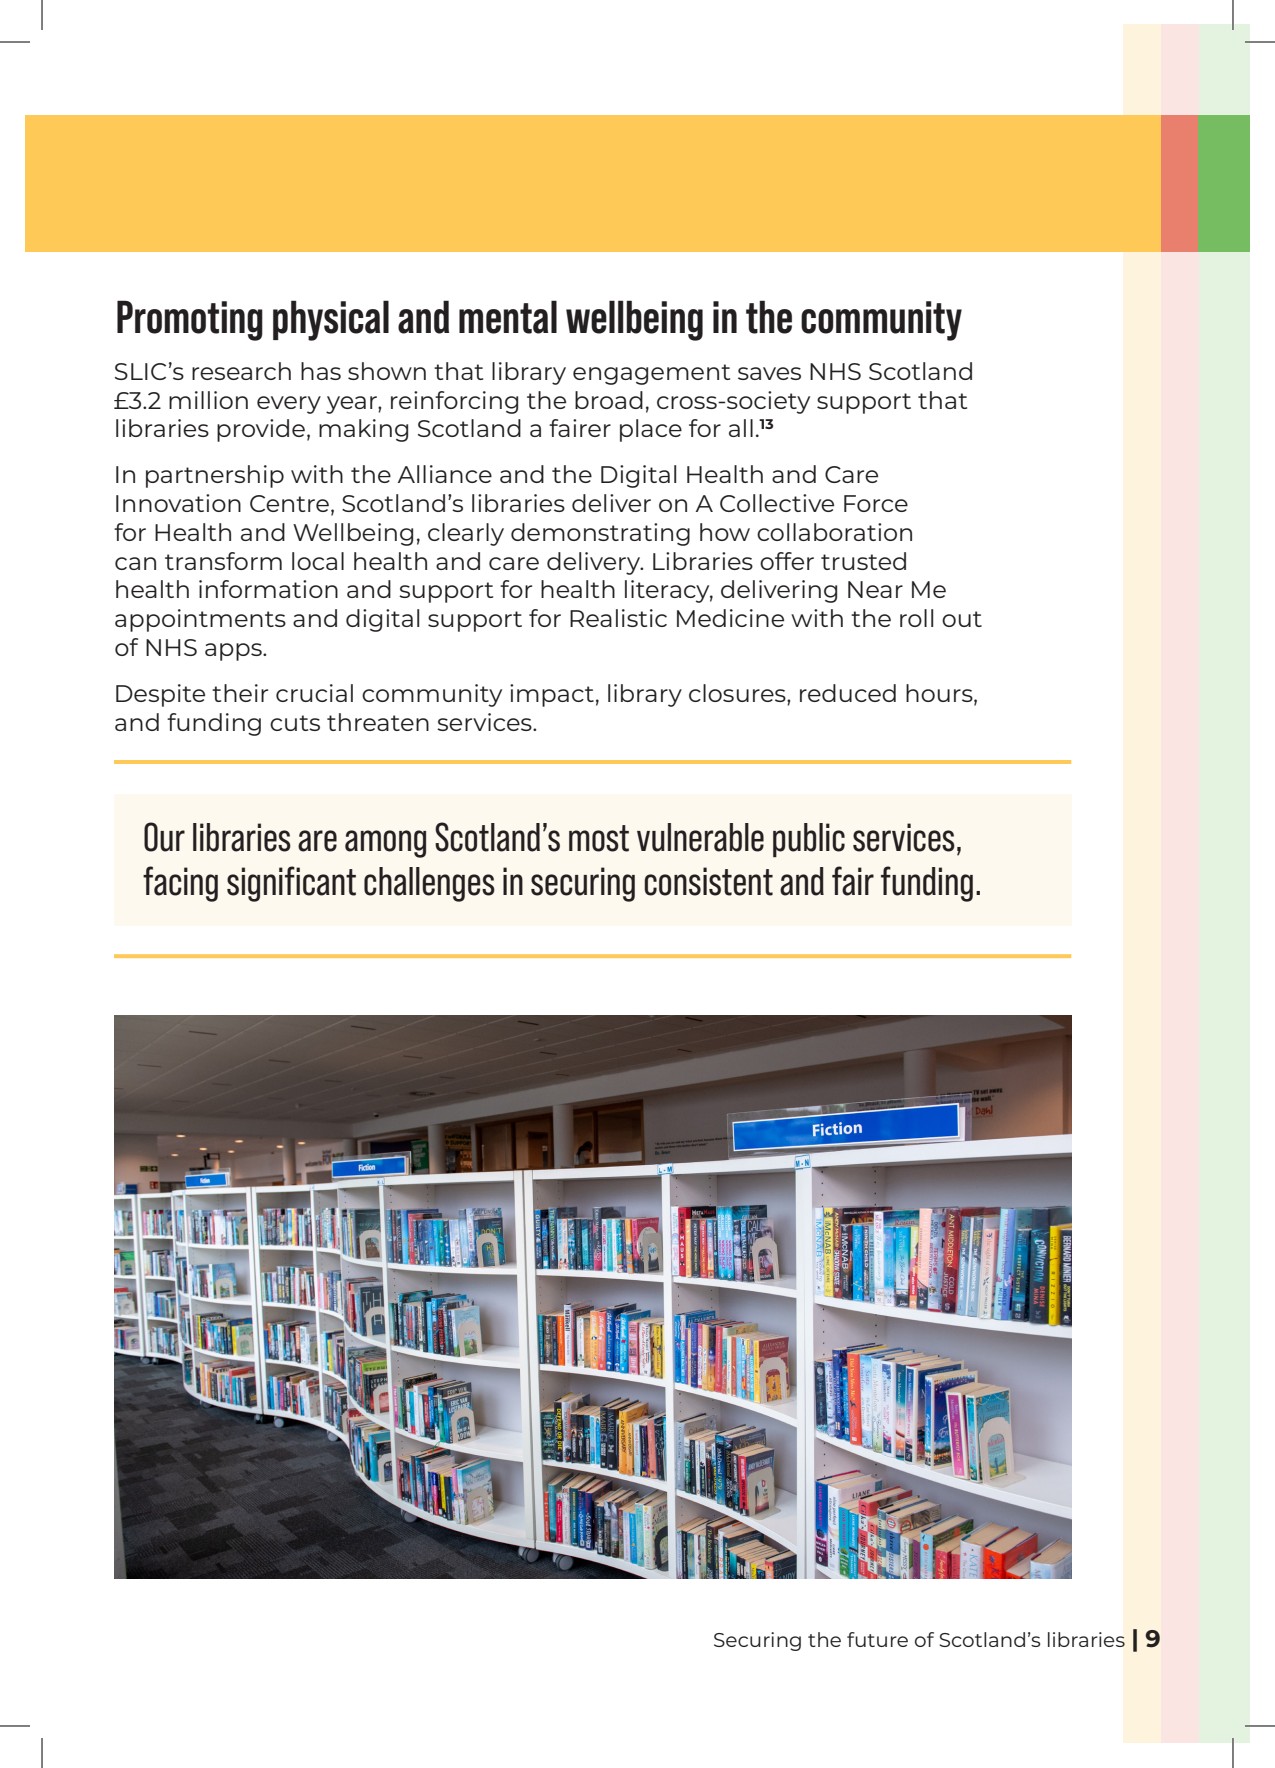 Promoting physical and mental wellbeing in the community
SLIC’s research has shown that library engagement saves NHS Scotland
£3.2 million every year, reinforcing the broad, cross-society support that
libraries provide, making Scotland a fairer place for all.¹³
In partnership with the Alliance and the Digital Health and Care
Innovation Centre, Scotland’s libraries deliver on A Collective Force
for Health and Wellbeing, clearly demonstrating how collaboration
can transform local health and care delivery. Libraries offer trusted
health information and support for health literacy, delivering Near Me
appointments and digital support for Realistic Medicine with the roll out
of NHS apps.
Despite their crucial community impact, library closures, reduced hours,
and funding cuts threaten services.
Our libraries are among Scotland’s most vulnerable public services,
facing significant challenges in securing consistent and fair funding.
Fiction
Fiction
Fiction
L - M
M - N
Securing the future of Scotland’s libraries | 9